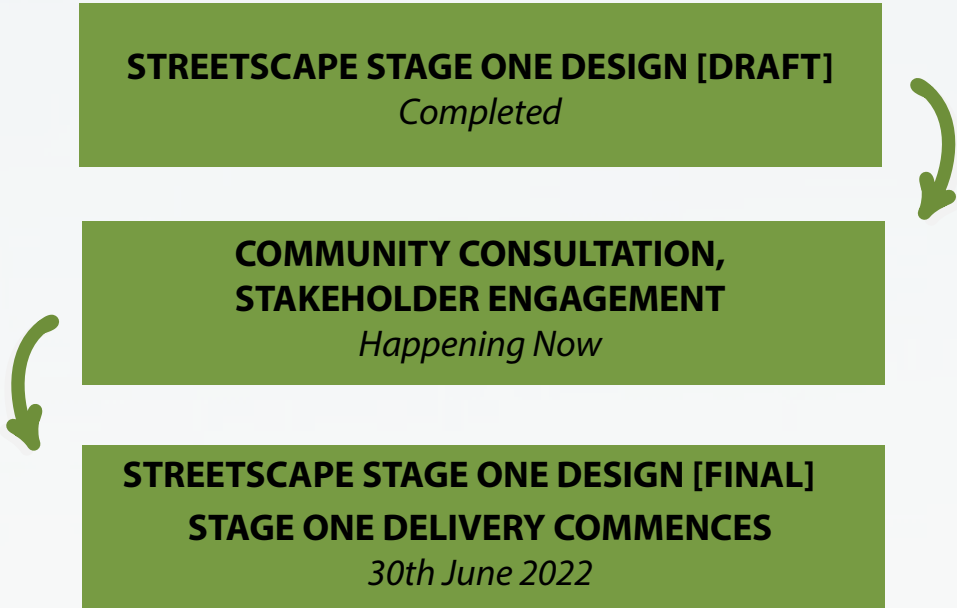 STREETSCAPE STAGE ONE DESIGN [DRAFT]
Completed
COMMUNITY CONSULTATION,
STAKEHOLDER ENGAGEMENT
Happening Now
STREETSCAPE STAGE ONE DESIGN [FINAL]
STAGE ONE DELIVERY COMMENCES
30th June 2022